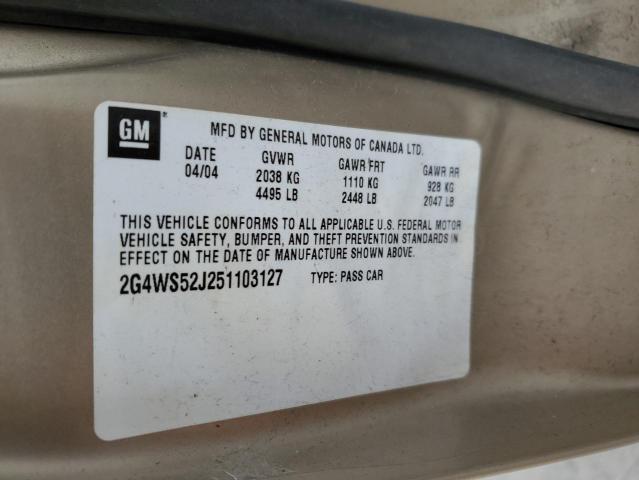 GM
MFD BY GENERAL MOTORS OF CANADA LTD.
DATE GVWR GAWR FRT GAWR RR
04/04 2038 KG 1110 KG 928 KG
4495 LB 2448 LB 2047 LB
THIS VEHICLE CONFORMS TO ALL APPLICABLE U.S. FEDERAL MOTOR
VEHICLE SAFETY, BUMPER, AND THEFT PREVENTION STANDARDS IN
EFFECT ON THE DATE OF MANUFACTURE SHOWN ABOVE.
2G4WS52J251103127 TYPE: PASS CAR